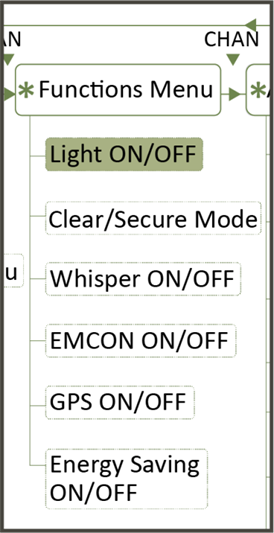 AN CHAN
* Functions Menu *
Light ON/OFF
Clear/Secure Mode
Whisper ON/OFF
u
EMCON ON/OFF
GPS ON/OFF
Energy Saving
ON/OFF